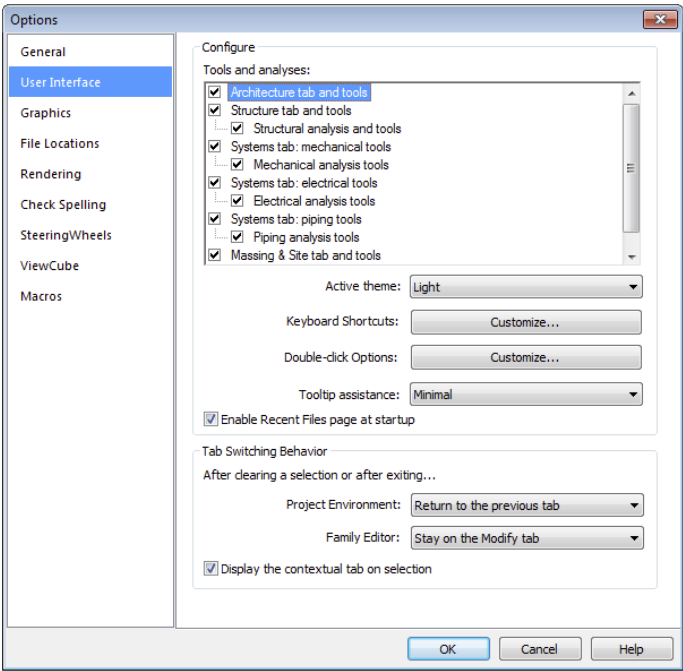 Options
General
User Interface
Graphics
File Locations
Rendering
Check Spelling
SteeringWheels
ViewCube
Macros
Configure
Tools and analyses:
Architecture tab and tools
Structure tab and tools
Structural analysis and tools
Systems tab: mechanical tools
Mechanical analysis tools
Systems tab: electrical tools
Electrical analysis tools
Systems tab: piping tools
Piping analysis tools
Massing & Site tab and tools
Active theme: Light
Keyboard Shortcuts: Customize...
Double-click Options: Customize...
Tooltip assistance: Minimal
Enable Recent Files page at startup
Tab Switching Behavior
After clearing a selection or after exiting...
Project Environment: Return to the previous tab
Family Editor: Stay on the Modify tab
Display the contextual tab on selection
OK Cancel Help